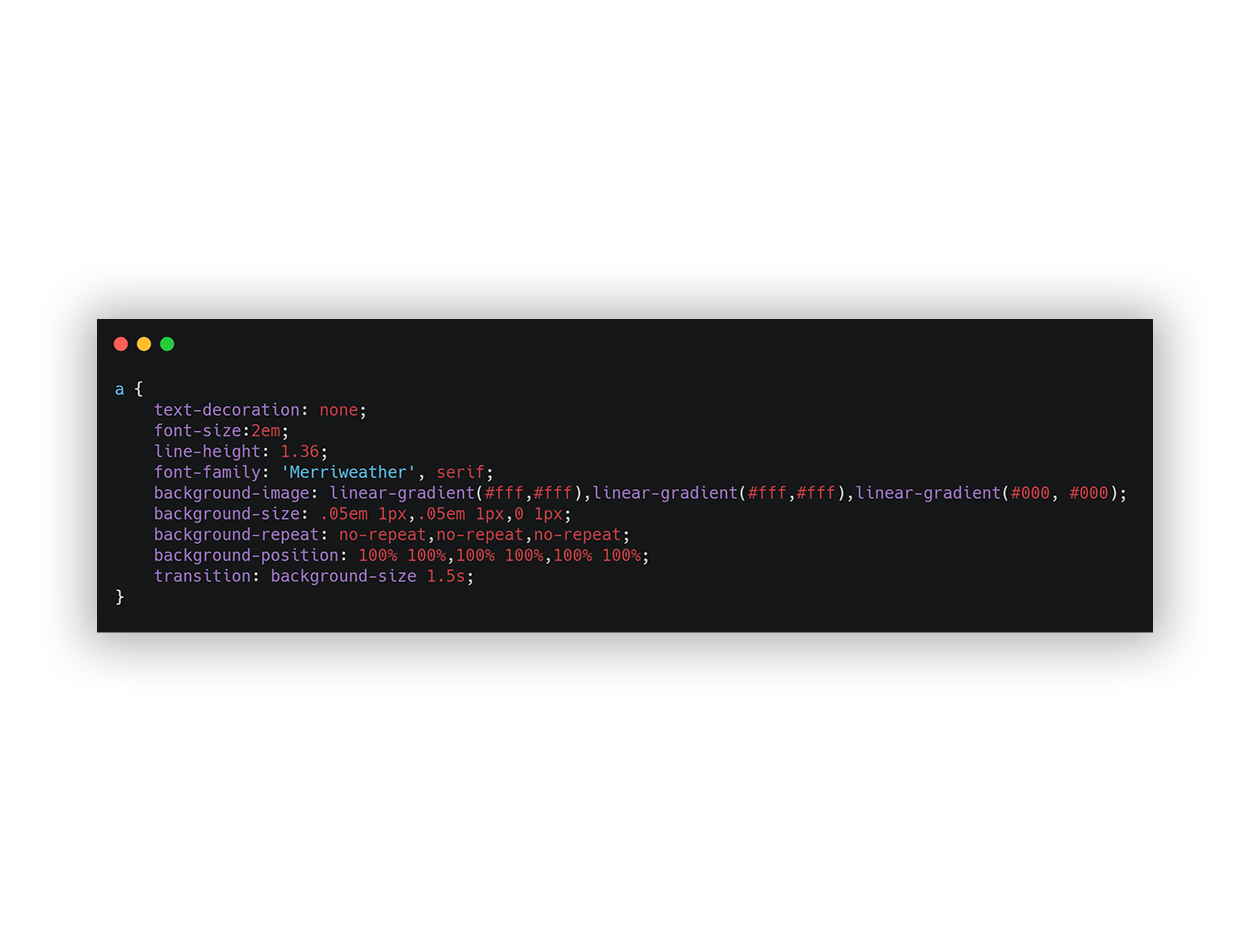 a {
    text-decoration: none;
    font-size:2em;
    line-height: 1.36;
    font-family: 'Merriweather', serif;
    background-image: linear-gradient(#fff,#fff),linear-gradient(#fff,#fff),linear-gradient(#000, #000);
    background-size: .05em 1px,.05em 1px,0 1px;
    background-repeat: no-repeat,no-repeat,no-repeat;
    background-position: 100% 100%,100% 100%,100% 100%;
    transition: background-size 1.5s;
}